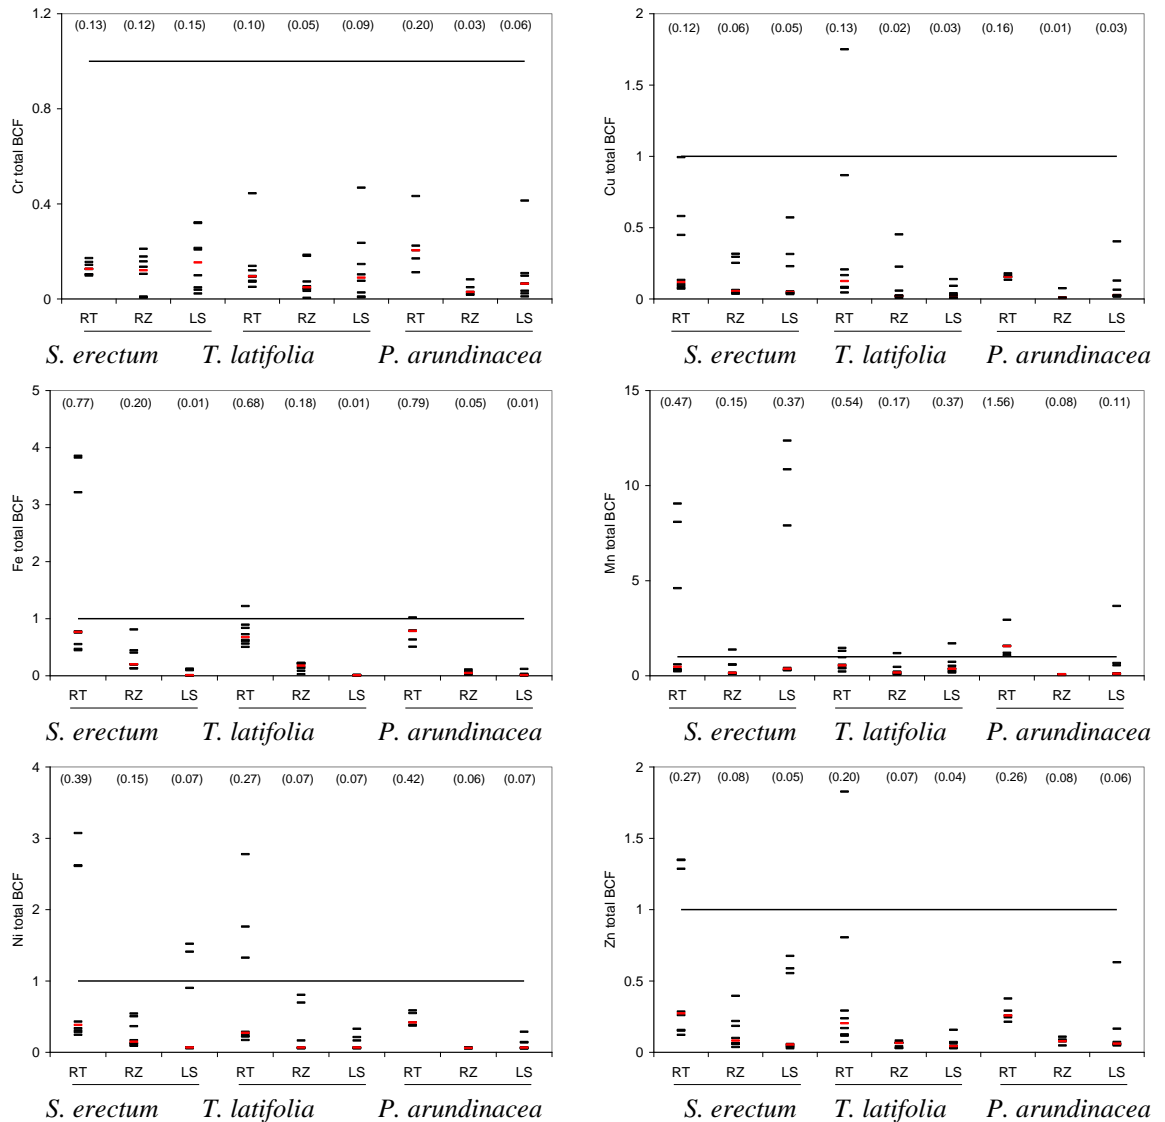 Cr total BCF
1.2
0.8
0.4
0
(0.13) (0.12) (0.15) (0.10) (0.05) (0.09) (0.20) (0.03) (0.06)
RT RZ LS RT RZ LS RT RZ LS
S. erectum T. latifolia P. arundinacea
Cu total BCF
2
1.5
1
0.5
0
(0.12) (0.06) (0.05) (0.13) (0.02) (0.03) (0.16) (0.01) (0.03)
RT RZ LS RT RZ LS RT RZ LS
S. erectum T. latifolia P. arundinacea
Fe total BCF
5
4
3
2
1
0
(0.77) (0.20) (0.01) (0.68) (0.18) (0.01) (0.79) (0.05) (0.01)
RT RZ LS RT RZ LS RT RZ LS
S. erectum T. latifolia P. arundinacea
Mn total BCF
15
10
5
0
(0.47) (0.15) (0.37) (0.54) (0.17) (0.37) (1.56) (0.08) (0.11)
RT RZ LS RT RZ LS RT RZ LS
S. erectum T. latifolia P. arundinacea
Ni total BCF
4
3
2
1
0
(0.39) (0.15) (0.07) (0.27) (0.07) (0.07) (0.42) (0.06) (0.07)
RT RZ LS RT RZ LS RT RZ LS
S. erectum T. latifolia P. arundinacea
Zn total BCF
2
1.5
1
0.5
0
(0.27) (0.08) (0.05) (0.20) (0.07) (0.04) (0.26) (0.08) (0.06)
RT RZ LS RT RZ LS RT RZ LS
S. erectum T. latifolia P. arundinacea